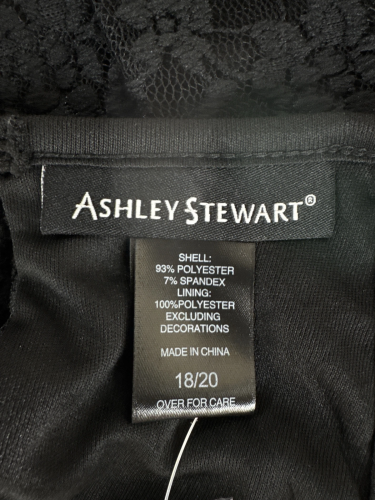 ASHLEY STEWART®
SHELL:
93% POLYESTER
7% SPANDEX
LINING:
100%POLYESTER
EXCLUDING
DECORATIONS
MADE IN CHINA
18/20
OVER FOR CARE